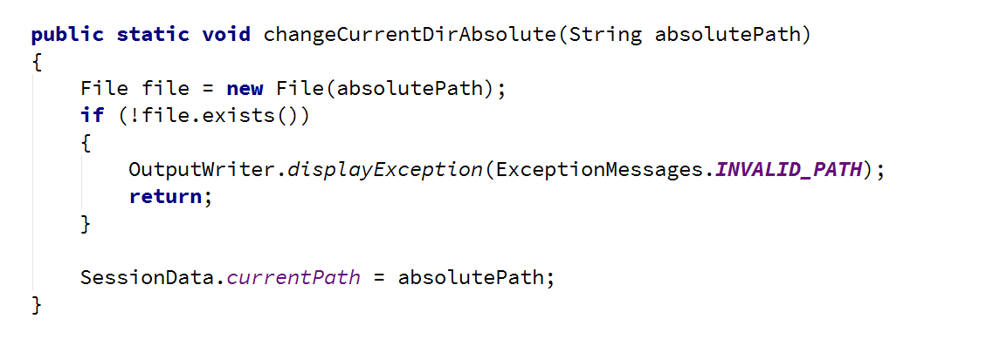 public static void changeCurrentDirAbsolute(String absolutePath)
{
    File file = new File(absolutePath);
    if (!file.exists())
    {
        OutputWriter.displayException(ExceptionMessages.INVALID_PATH);
        return;
    }

    SessionData.currentPath = absolutePath;
}